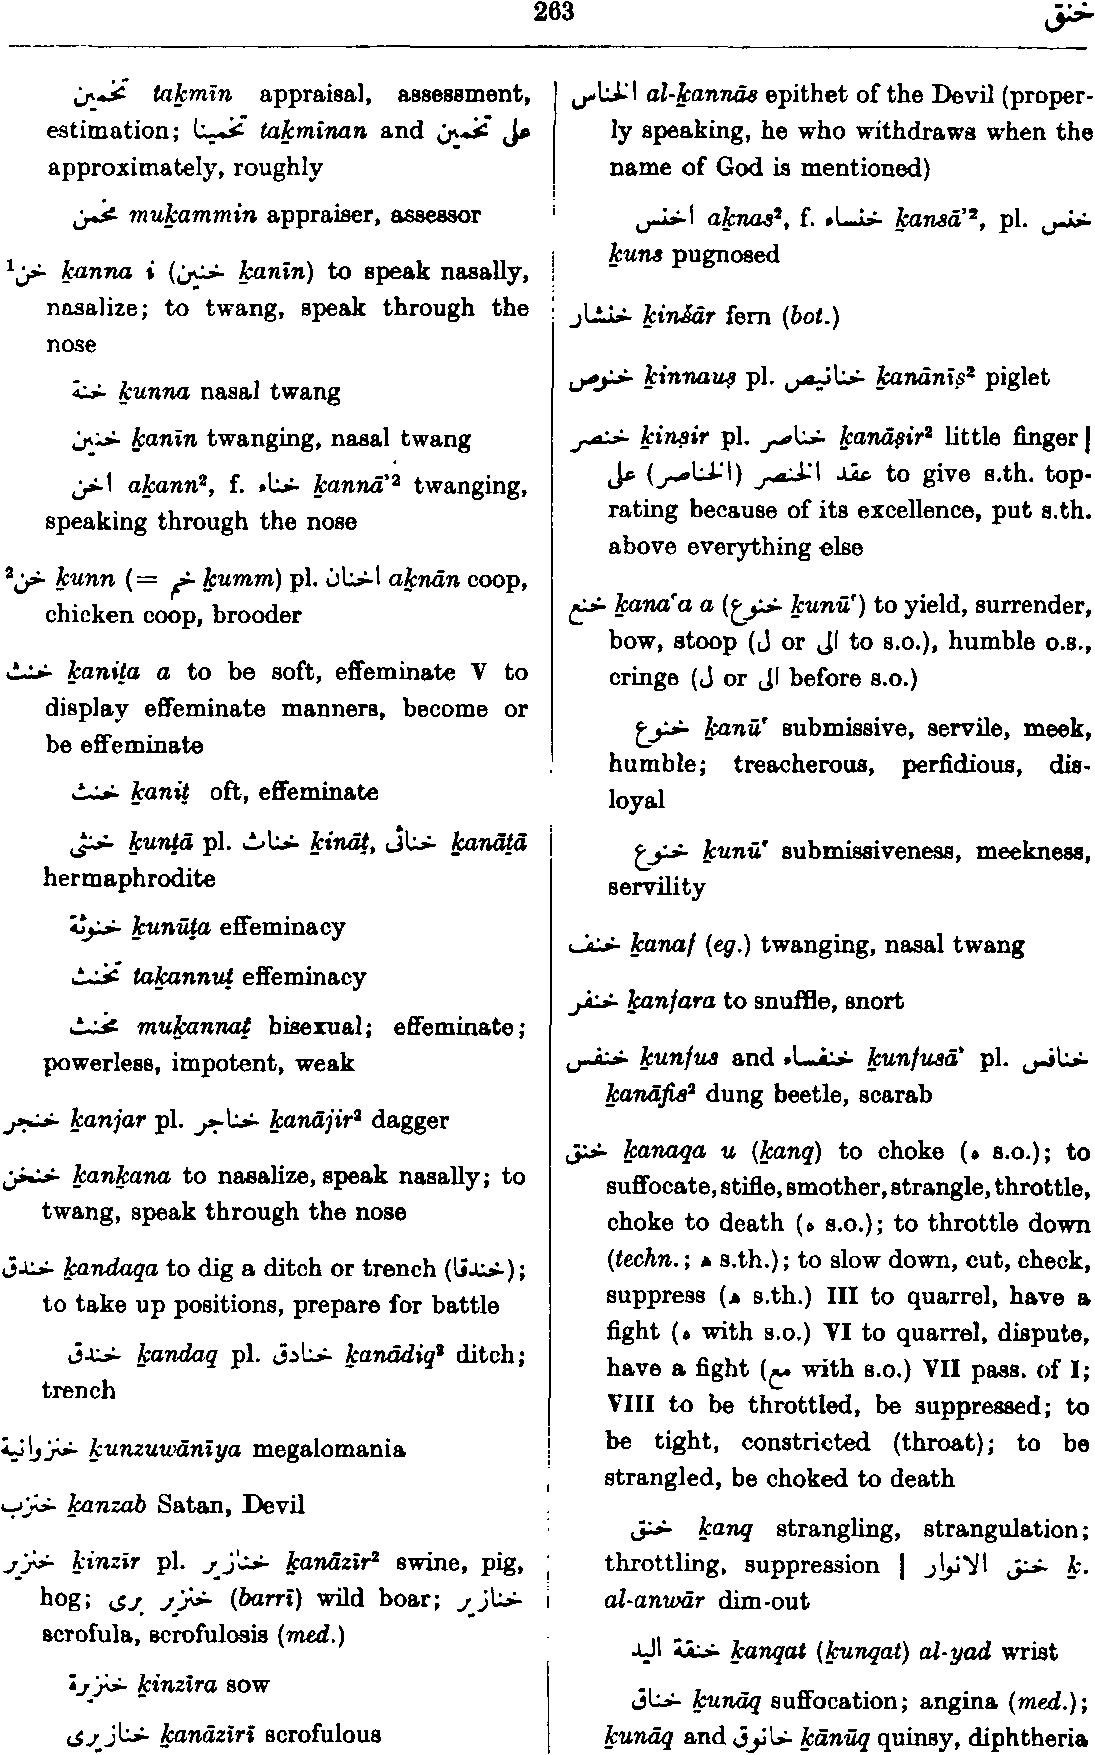 263
خنق
تخمين takmīn appraisal, assessment,
estimation; تخمينا takmīnan and على تخمين
approximately, roughly
مخمن muḵammin appraiser, assessor
¹خن ḵanna i (خنين ḵanīn) to speak nasally,
nasalize; to twang, speak through the
nose
خنة ḵunna nasal twang
خنين ḵanīn twanging, nasal twang
اخن aḵann², f. خناء ḵannā'² twanging,
speaking through the nose
²خن ḵunn (= خم ḵumm) pl. اخنان aḵnān coop,
chicken coop, brooder
خنث ḵaniṯa a to be soft, effeminate V to
display effeminate manners, become or
be effeminate
خنث ḵaniṯ oft, effeminate
خنثى ḵunṯā pl. خناث ḵināṯ, خناثى ḵanāṯā
hermaphrodite
خنوثة ḵunūṯa effeminacy
تخنث taḵannuṯ effeminacy
مخنث muḵannaṯ bisexual; effeminate;
powerless, impotent, weak
خنجر ḵanjar pl. خناجر ḵanājir² dagger
خنخن ḵanḵana to nasalize, speak nasally; to
twang, speak through the nose
خندق ḵandaqa to dig a ditch or trench (خندقا);
to take up positions, prepare for battle
خندق ḵandaq pl. خنادق ḵanādiq² ditch;
trench
خنزوانية ḵunzuwānīya megalomania
خنزب ḵanzab Satan, Devil
خنزير ḵinzīr pl. خنازير ḵanāzīr² swine, pig,
hog; خنزير برى (barrī) wild boar; خنازير
scrofula, scrofulosis (med.)
خنزيرة ḵinzīra sow
خنازيرى ḵanāzīrī scrofulous
الخناس al-ḵannās epithet of the Devil (proper-
ly speaking, he who withdraws when the
name of God is mentioned)
اخنس aḵnas², f. خنساء ḵansā'², pl. خنس
ḵuns pugnosed
خنشار ḵinšār fern (bot.)
خنوص ḵinnauṣ pl. خنانيص ḵanānīṣ² piglet
خنصر ḵinṣir pl. خناصر ḵanāṣir² little finger |
عقد الخنصر (الخناصر) على to give s.th. top-
rating because of its excellence, put s.th.
above everything else
خنع ḵana'a a (خنوع ḵunū') to yield, surrender,
bow, stoop (ل or الى to s.o.), humble o.s.,
cringe (ل or الى before s.o.)
خنوع ḵanū' submissive, servile, meek,
humble; treacherous, perfidious, dis-
loyal
خنوع ḵunū' submissiveness, meekness,
servility
خنف ḵanaf (eg.) twanging, nasal twang
خنفر ḵanfara to snuffle, snort
خنفس ḵunfus and خنفساء ḵunfusā' pl. خنافس
ḵanāfis² dung beetle, scarab
خنق ḵanaqa u (ḵanq) to choke (ه s.o.); to
suffocate, stifle, smother, strangle, throttle,
choke to death (ه s.o.); to throttle down
(techn.; ه s.th.); to slow down, cut, check,
suppress (ه s.th.) III to quarrel, have a
fight (ه with s.o.) VI to quarrel, dispute,
have a fight (مع with s.o.) VII pass. of I;
VIII to be throttled, be suppressed; to
be tight, constricted (throat); to be
strangled, be choked to death
خنق ḵanq strangling, strangulation;
throttling, suppression | خنق الانوار ḵ.
al-anwār dim-out
خنقة اليد ḵanqat (ḵunqat) al-yad wrist
خناق ḵunāq suffocation; angina (med.);
ḵunāq and خانوق ḵānūq quinsy, diphtheria